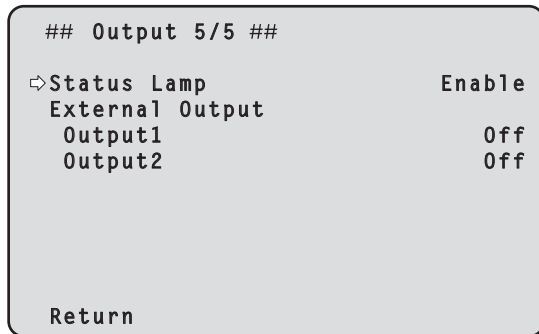 ## Output 5/5 ##
⇨Status Lamp Enable
External Output
Output1 Off
Output2 Off
Return